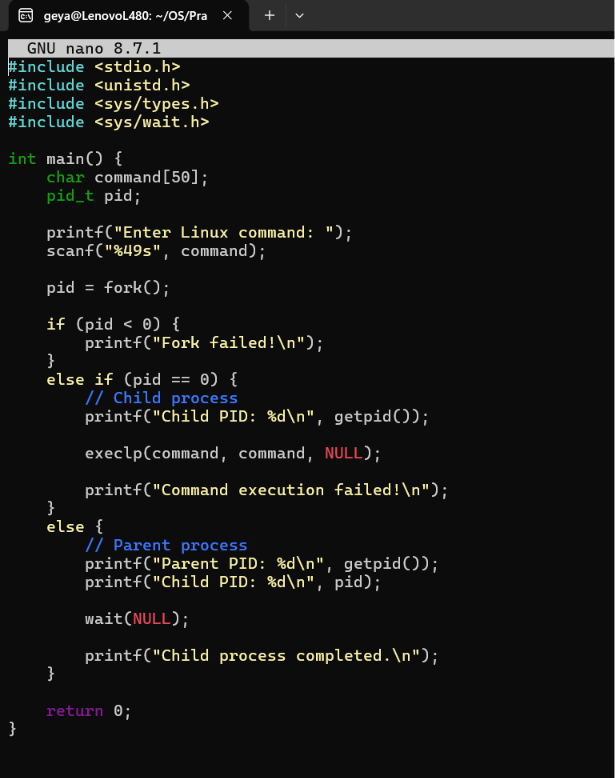 geya@LenovoL480: ~/OS/Pra
GNU nano 8.7.1
#include <stdio.h>
#include <unistd.h>
#include <sys/types.h>
#include <sys/wait.h>

int main() {
    char command[50];
    pid_t pid;

    printf("Enter Linux command: ");
    scanf("%49s", command);

    pid = fork();

    if (pid < 0) {
        printf("Fork failed!\n");
    }
    else if (pid == 0) {
        // Child process
        printf("Child PID: %d\n", getpid());

        execlp(command, command, NULL);

        printf("Command execution failed!\n");
    }
    else {
        // Parent process
        printf("Parent PID: %d\n", getpid());
        printf("Child PID: %d\n", pid);

        wait(NULL);

        printf("Child process completed.\n");
    }

    return 0;
}